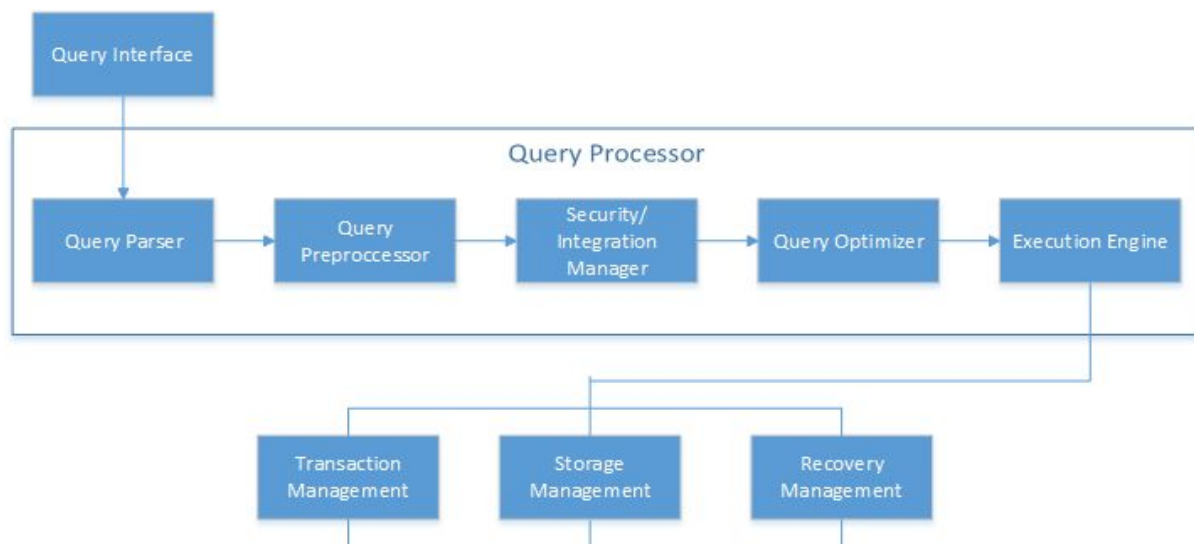 Query Interface
Query Processor
Query Parser
Query
Preproccessor
Security/
Integration
Manager
Query Optimizer
Execution Engine
Transaction
Management
Storage
Management
Recovery
Management